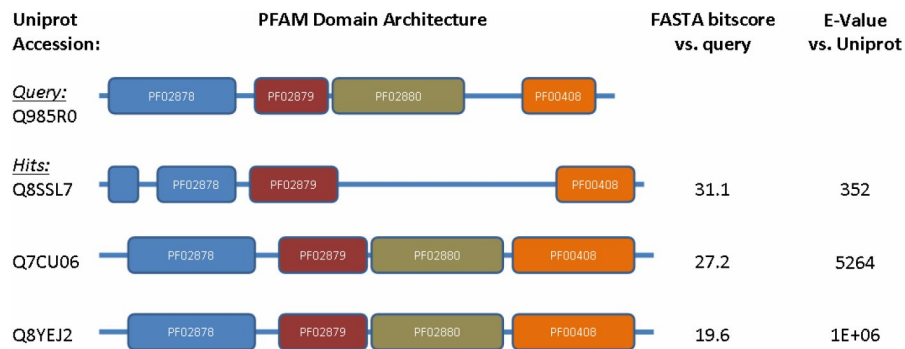 Uniprot Accession: PFAM Domain Architecture FASTA bitscore vs. query E-Value vs. Uniprot
Query:
PF02878 PF02879 PF02880 PF00408
Q985R0
Hits:
Q8SSL7 PF02878 PF02879 PF00408 31.1 352
Q7CU06 PF02878 PF02879 PF02880 PF00408 27.2 5264
Q8YEJ2 PF02878 PF02879 PF02880 PF00408 19.6 1E+06